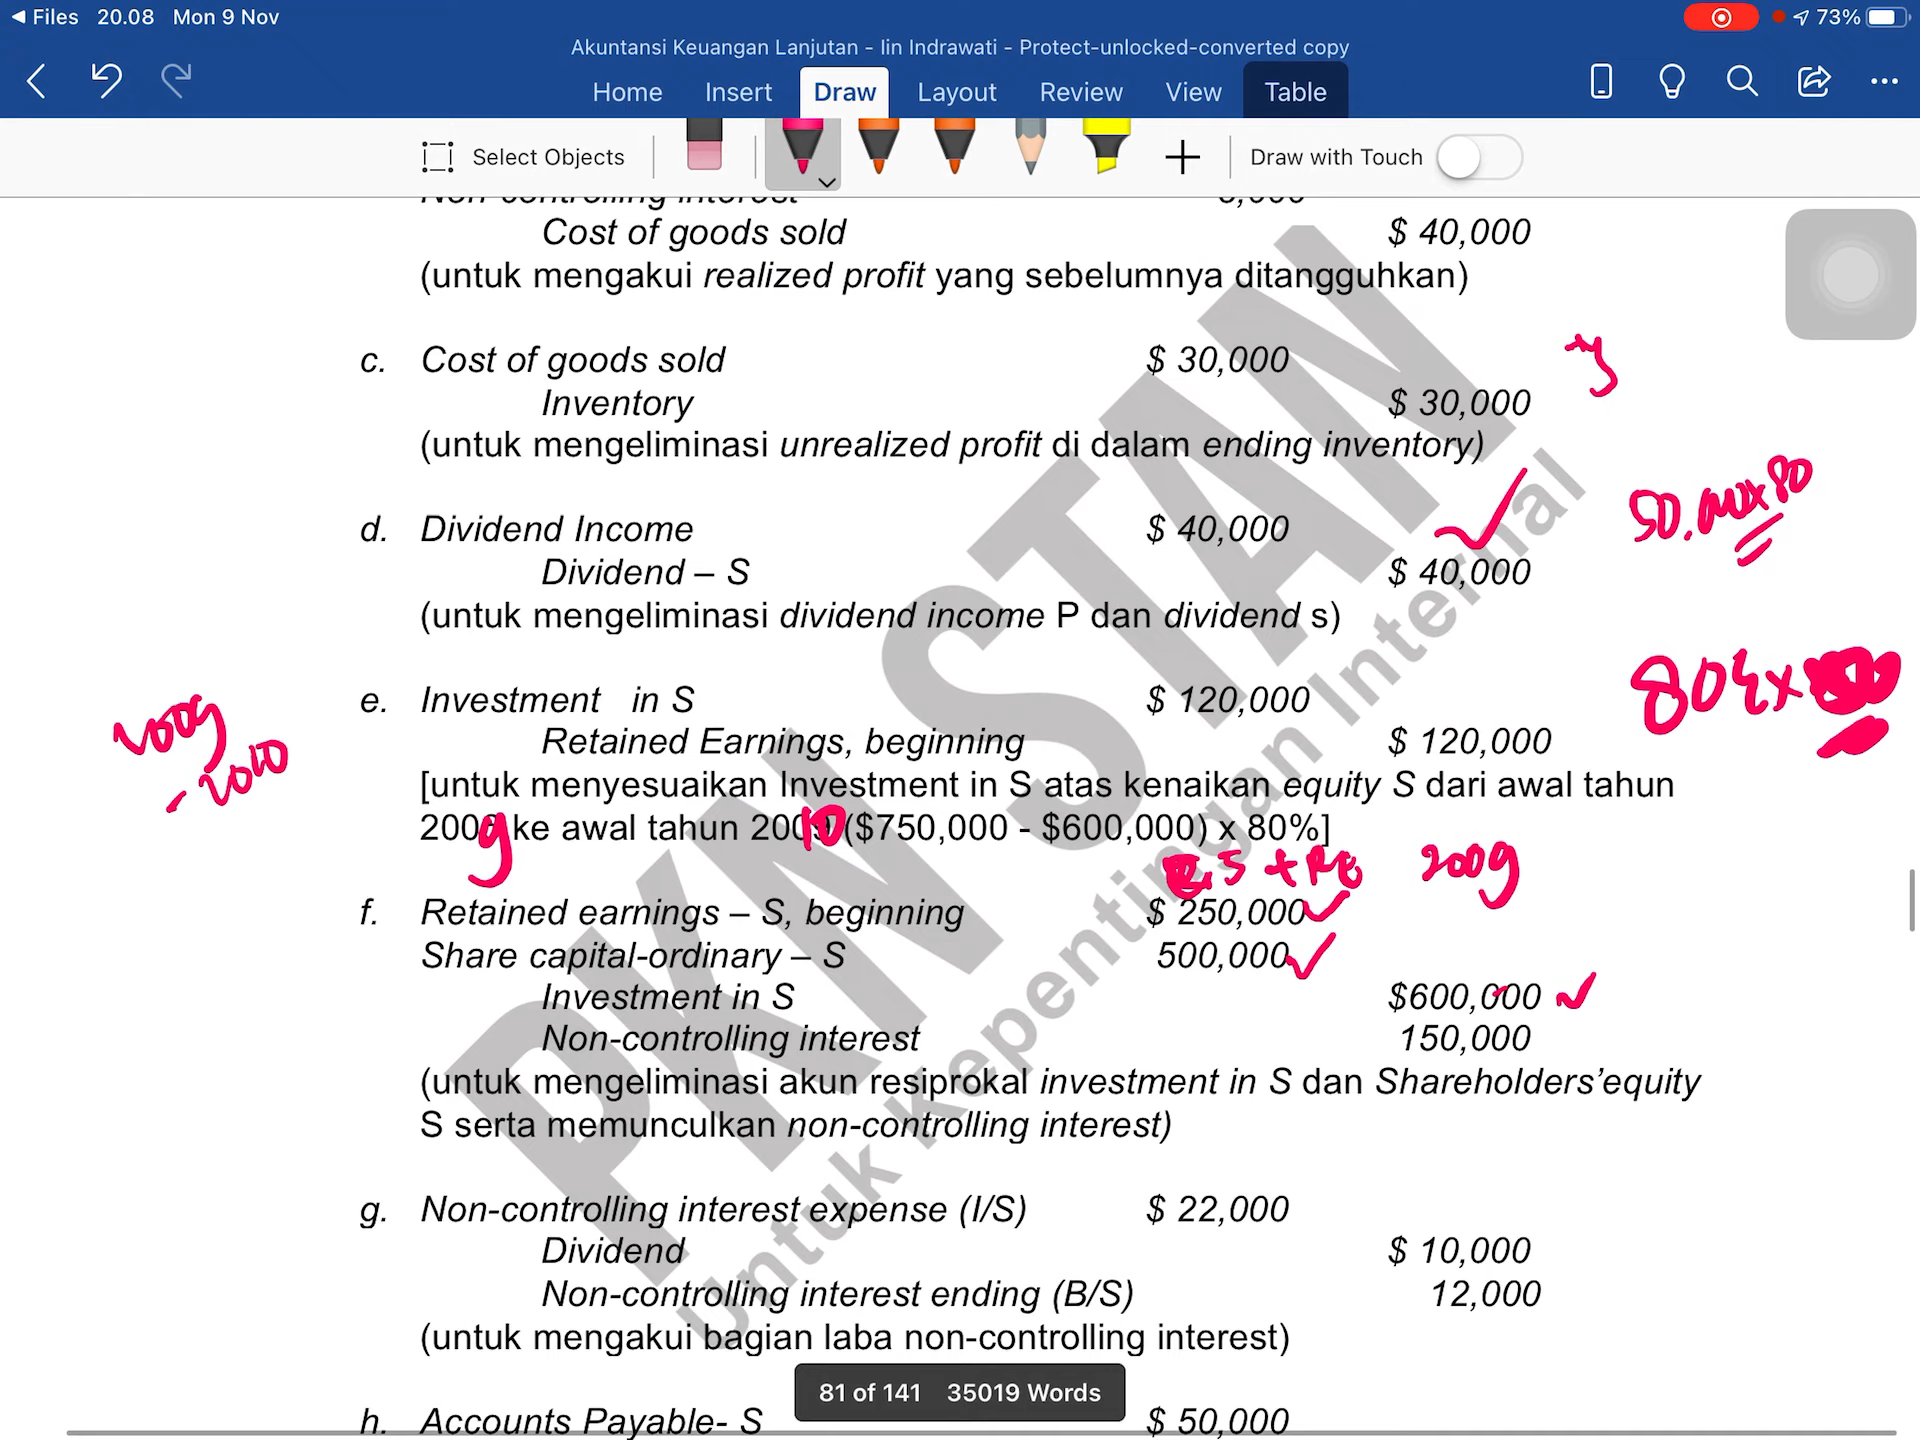 Files 20.08 Mon 9 Nov 73%
Akuntansi Keuangan Lanjutan - Iin Indrawati - Protect-unlocked-converted copy
Home Insert Draw Layout Review View Table
Select Objects Draw with Touch
Non-controlling interest
Cost of goods sold $ 40,000
(untuk mengakui realized profit yang sebelumnya ditangguhkan)
c. Cost of goods sold $ 30,000
Inventory $ 30,000
(untuk mengeliminasi unrealized profit di dalam ending inventory)
50.000x80
d. Dividend Income $ 40,000
Dividend – S $ 40,000
(untuk mengeliminasi dividend income P dan dividend s)
80%x
2009
- 2010
e. Investment in S $ 120,000
Retained Earnings, beginning $ 120,000
[untuk menyesuaikan Investment in S atas kenaikan equity S dari awal tahun
2009 ke awal tahun 2010 ($750,000 - $600,000) x 80%]
S + RE 2009
f. Retained earnings – S, beginning $ 250,000
Share capital-ordinary – S 500,000
Investment in S $600,000
Non-controlling interest 150,000
(untuk mengeliminasi akun resiprokal investment in S dan Shareholders’equity
S serta memunculkan non-controlling interest)
g. Non-controlling interest expense (I/S) $ 22,000
Dividend $ 10,000
Non-controlling interest ending (B/S) 12,000
(untuk mengakui bagian laba non-controlling interest)
81 of 141 35019 Words
h. Accounts Payable- S $ 50,000
PKN STAN
Untuk Kepentingan Internal